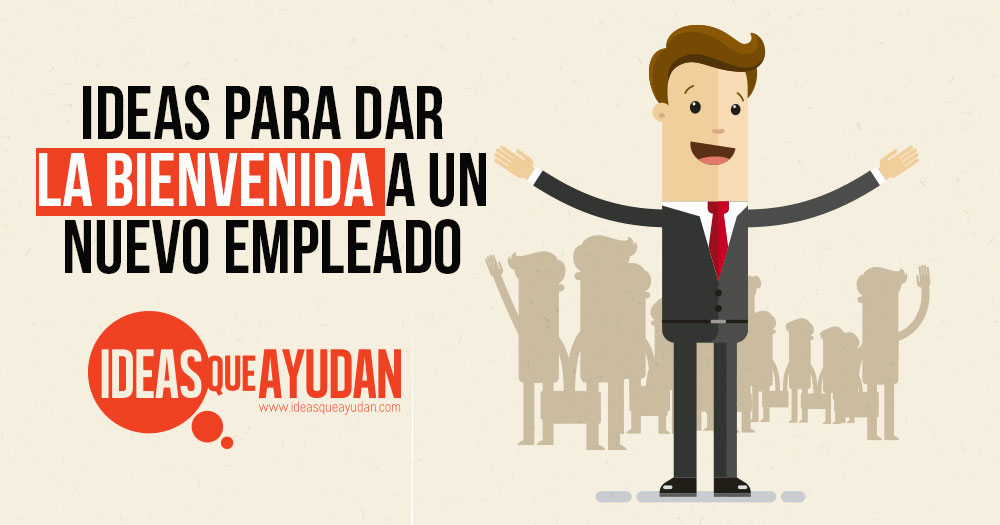 IDEAS PARA DAR
LA BIENVENIDA A UN
NUEVO EMPLEADO
IDEAS QUE AYUDAN
www.ideasqueayudan.com